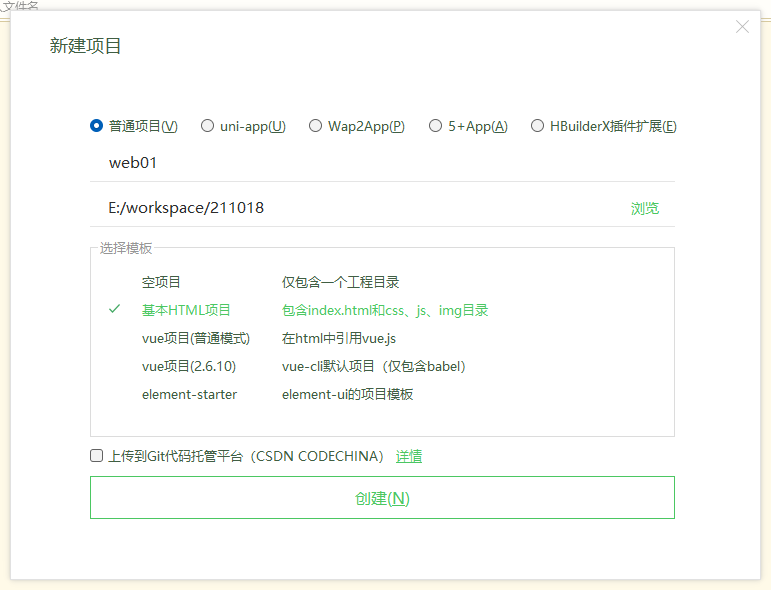 文件名
新建项目
普通项目(V) uni-app(U) Wap2App(P) 5+App(A) HBuilderX插件扩展(E)
web01
E:/workspace/211018 浏览
选择模板
空项目 仅包含一个工程目录
基本HTML项目 包含index.html和css、js、img目录
vue项目(普通模式) 在html中引用vue.js
vue项目(2.6.10) vue-cli默认项目（仅包含babel）
element-starter element-ui的项目模板
上传到Git代码托管平台（CSDN CODECHINA） 详情
创建(N)